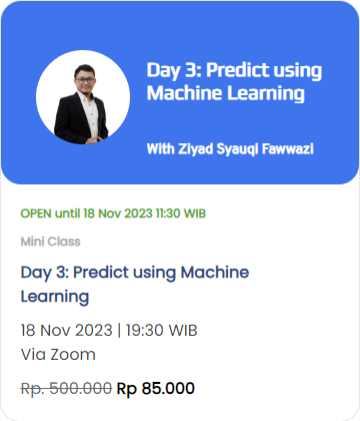 Day 3: Predict using
Machine Learning
With Ziyad Syauqi Fawwazi
OPEN until 18 Nov 2023 11:30 WIB
Mini Class
Day 3: Predict using Machine
Learning
18 Nov 2023 | 19:30 WIB
Via Zoom
Rp. 500.000 Rp 85.000